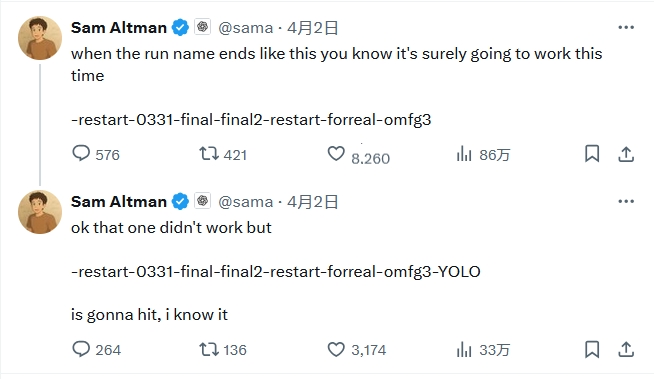 Sam Altman @sama · 4月2日
when the run name ends like this you know it's surely going to work this
time
-restart-0331-final-final2-restart-forreal-omfg3
576 421 8.260 86万
Sam Altman @sama · 4月2日
ok that one didn't work but
-restart-0331-final-final2-restart-forreal-omfg3-YOLO
is gonna hit, i know it
264 136 3,174 33万